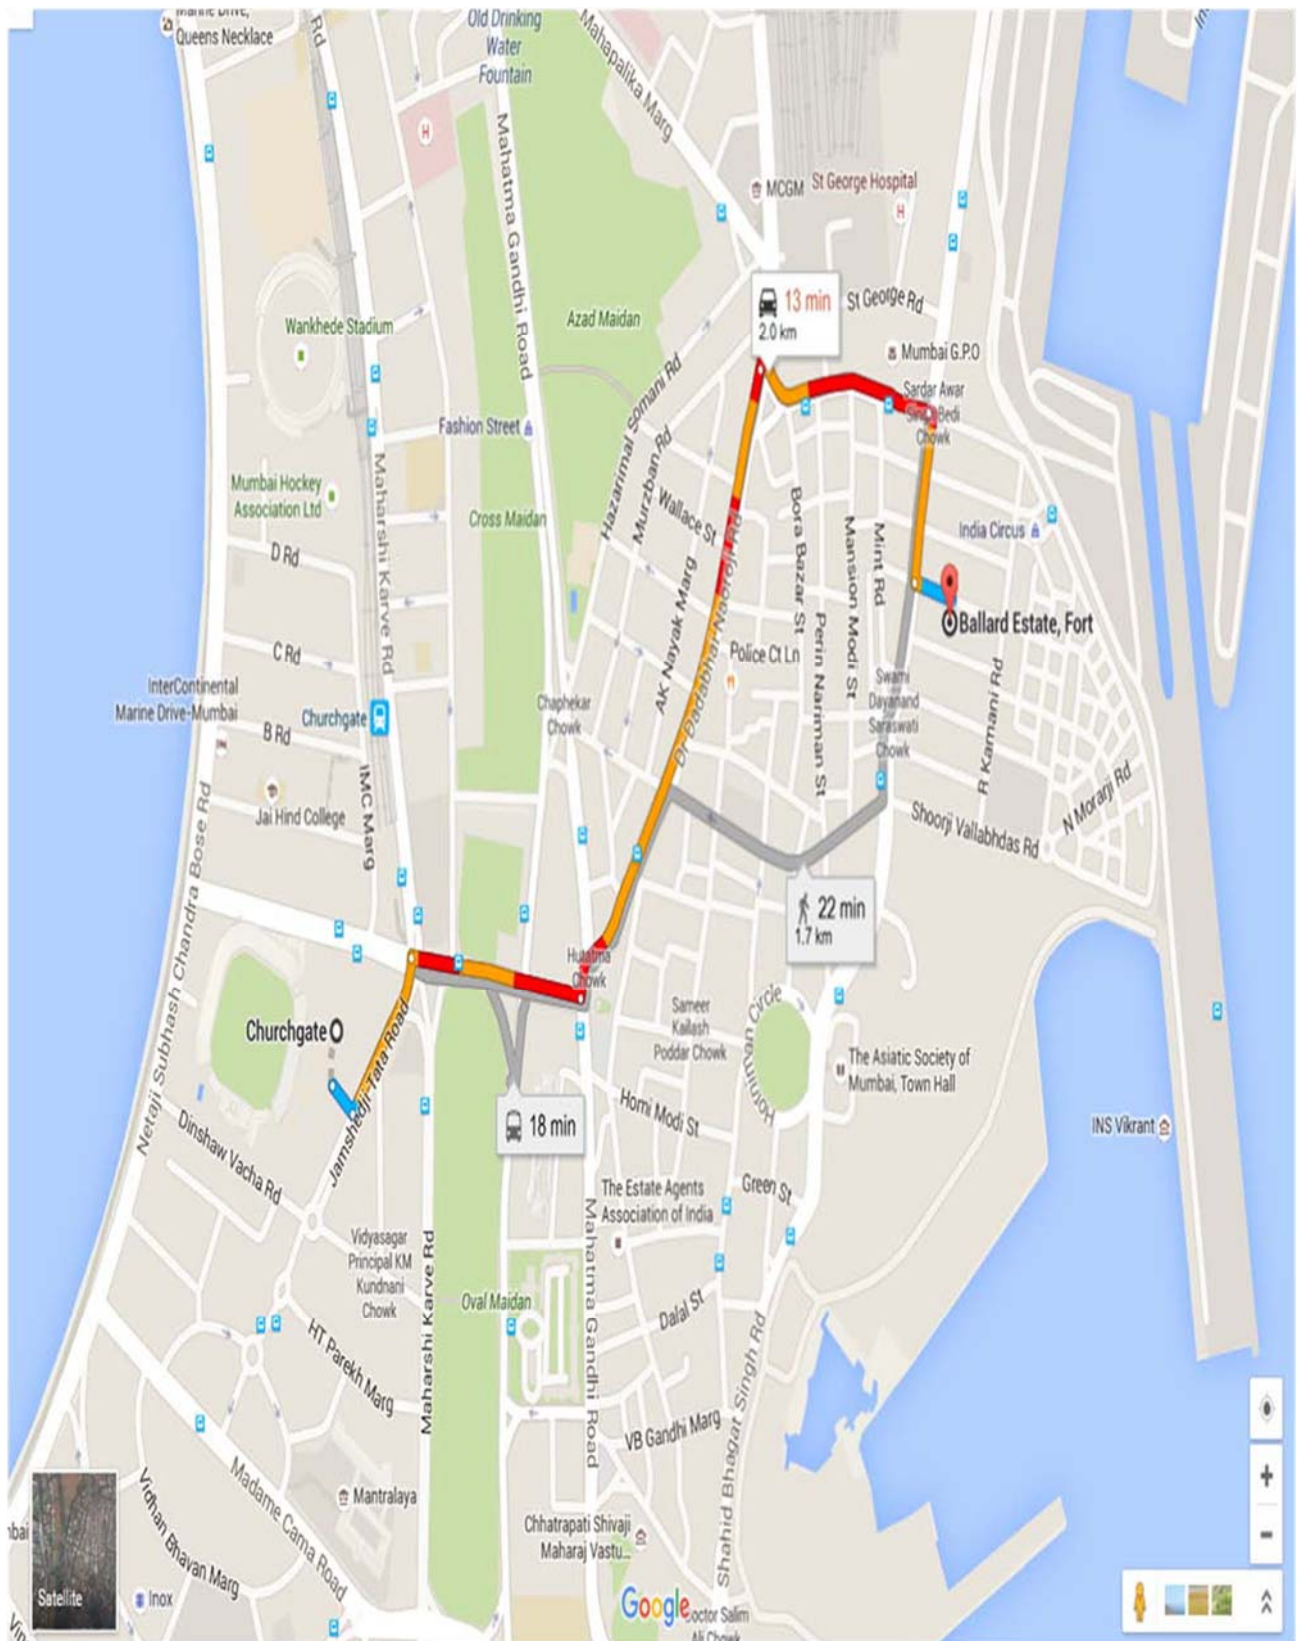 Marine Drive,
Queens Necklace
Rd
Old Drinking
Water
Fountain
Mahapalika Marg
H
Mahatma Gandhi Road
MCGM
St George Hospital
H
13 min
2.0 km
St George Rd
Azad Maidan
Wankhede Stadium
Mumbai G.P.O
Hazarimal Somani Rd
Sardar Awar
Singh Bedi
Chowk
Fashion Street
Murzban Rd
Maharshi Karve Rd
Mumbai Hockey
Association Ltd
Cross Maidan
Wallace St
Bora Bazar St
Mansion Modi St
Mint Rd
India Circus
D Rd
AK Nayak Marg
Dr Dadabhai Naoroji Rd
Perin Nariman St
Ballard Estate, Fort
C Rd
Police Ct Ln
InterContinental
Marine Drive-Mumbai
Churchgate
Chaphekar
Chowk
Swami
Dayanand
Saraswati
Chowk
R Kamani Rd
B Rd
IMC Marg
Jai Hind College
Shoorji Vallabhdas Rd
N Morarji Rd
22 min
1.7 km
Netaji Subhash Chandra Bose Rd
Hutatma
Chowk
Churchgate
Jamshedji Tata Road
Sameer
Kailash
Poddar Chowk
Horniman Circle
The Asiatic Society of
Mumbai, Town Hall
18 min
Homi Modi St
INS Vikrant
Dinshaw Vacha Rd
The Estate Agents
Association of India
Green St
Vidyasagar
Principal KM
Kundnani
Chowk
Maharshi Karve Rd
Mahatma Gandhi Road
Oval Maidan
Dalal St
HT Parekh Marg
Shahid Bhagat Singh Rd
VB Gandhi Marg
Madame Cama Road
Mantralaya
Vidhan Bhavan Marg
Chhatrapati Shivaji
Maharaj Vastu...
Satellite
Inox
Google
Doctor Salim
Ali Chowk
+
−